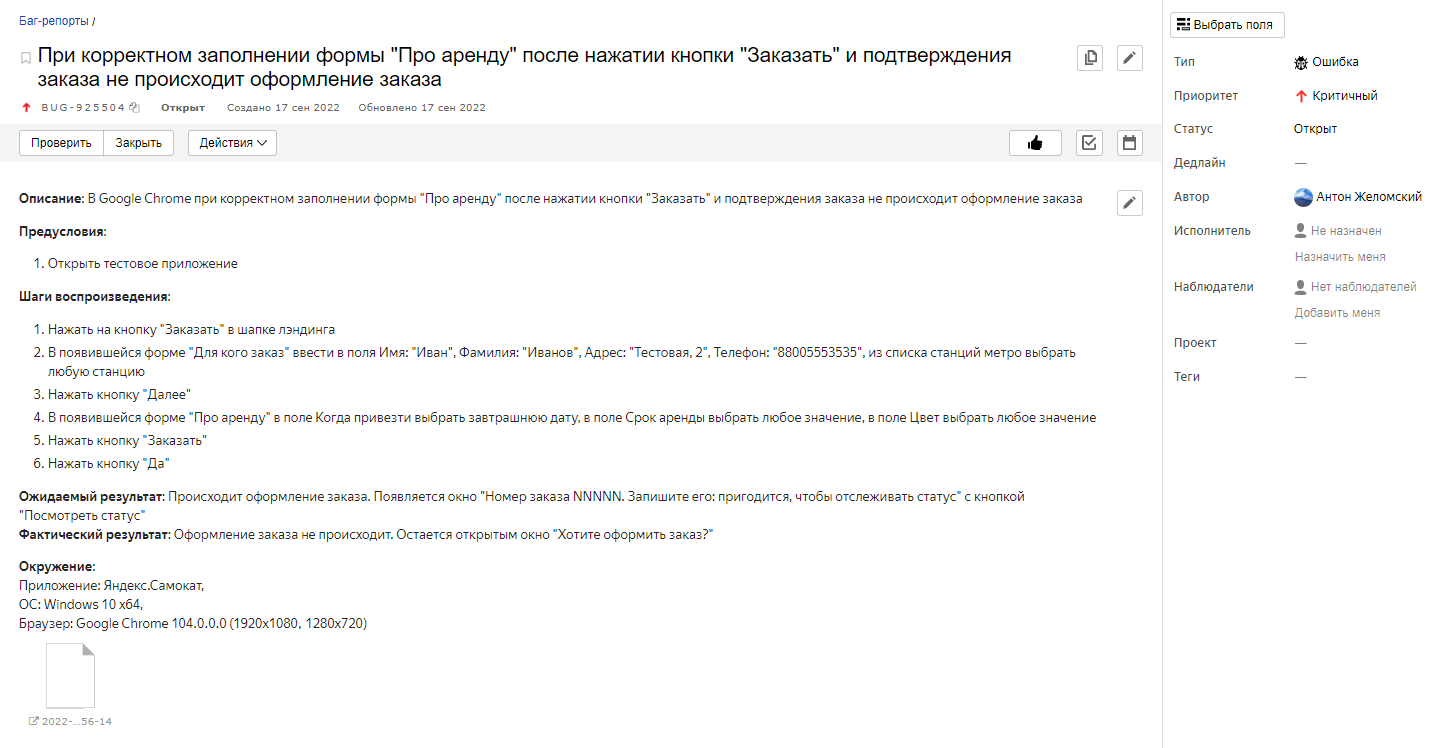 Баг-репорты /
При корректном заполнении формы "Про аренду" после нажатии кнопки "Заказать" и подтверждения
заказа не происходит оформление заказа
BUG-925504 Открыт Создано 17 сен 2022 Обновлено 17 сен 2022
Проверить Закрыть Действия
Описание: В Google Chrome при корректном заполнении формы "Про аренду" после нажатии кнопки "Заказать" и подтверждения заказа не происходит оформление заказа
Предусловия:
1. Открыть тестовое приложение
Шаги воспроизведения:
1. Нажать на кнопку "Заказать" в шапке лэндинга
2. В появившейся форме "Для кого заказ" ввести в поля Имя: "Иван", Фамилия: "Иванов", Адрес: "Тестовая, 2", Телефон: "88005553535", из списка станций метро выбрать
любую станцию
3. Нажать кнопку "Далее"
4. В появившейся форме "Про аренду" в поле Когда привезти выбрать завтрашнюю дату, в поле Срок аренды выбрать любое значение, в поле Цвет выбрать любое значение
5. Нажать кнопку "Заказать"
6. Нажать кнопку "Да"
Ожидаемый результат: Происходит оформление заказа. Появляется окно "Номер заказа NNNNN. Запишите его: пригодится, чтобы отслеживать статус" с кнопкой
"Посмотреть статус"
Фактический результат: Оформление заказа не происходит. Остается открытым окно "Хотите оформить заказ?"
Окружение:
Приложение: Яндекс.Самокат,
ОС: Windows 10 x64,
Браузер: Google Chrome 104.0.0.0 (1920x1080, 1280x720)
2022-...56-14
Выбрать поля
Тип Ошибка
Приоритет Критичный
Статус Открыт
Дедлайн —
Автор Антон Желомский
Исполнитель Не назначен
Назначить меня
Наблюдатели Нет наблюдателей
Добавить меня
Проект —
Теги —